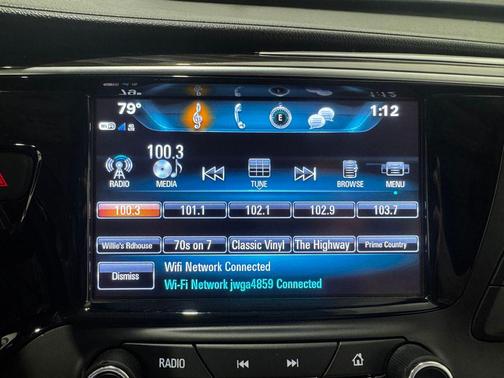 79° 1:12
WiFi 4G
E
100.3
RADIO MEDIA TUNE BROWSE MENU
100.3 101.1 102.1 102.9 103.7
Willie's Rdhouse 70s on 7 Classic Vinyl The Highway Prime Country
Dismiss
Wifi Network Connected
Wi-Fi Network jwga4859 Connected
RADIO